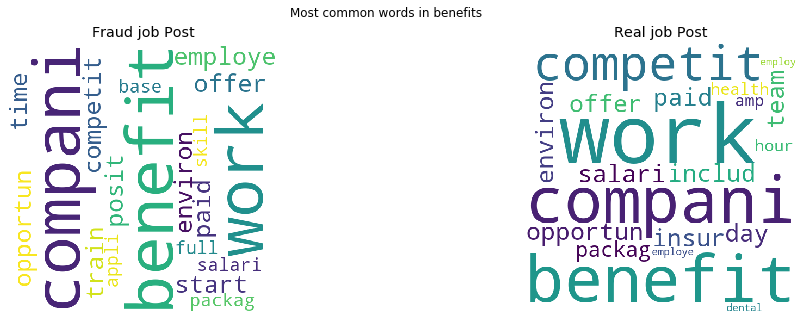 Most common words in benefits
Fraud job Post
time
compani
competit
base
employe
offer
benefit
opportun
train
appli
posit
environ
skill
paid
work
full
salari
start
packag
Real job Post
competit
employ
environ
offer
paid
health
amp
team
work
hour
salari
includ
compani
opportun
insur
day
packag
employe
benefit
dental